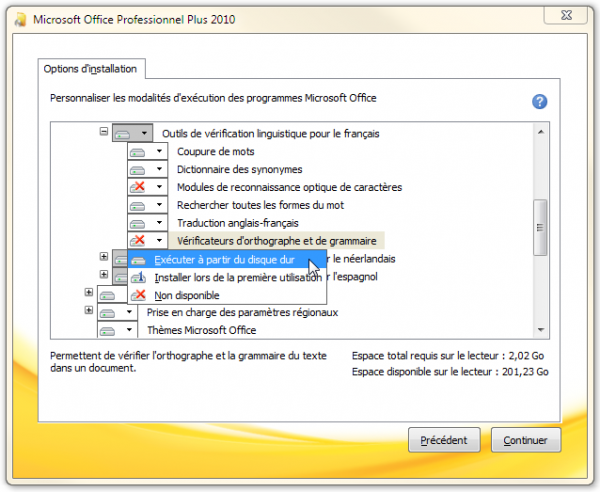 Microsoft Office Professionnel Plus 2010
Options d'installation
Personnaliser les modalités d'exécution des programmes Microsoft Office
Outils de vérification linguistique pour le français
Coupure de mots
Dictionnaire des synonymes
Modules de reconnaissance optique de caractères
Rechercher toutes les formes du mot
Traduction anglais-français
Vérificateurs d'orthographe et de grammaire
Exécuter à partir du disque dur r le néerlandais
Installer lors de la première utilisation r l'espagnol
Non disponible
Prise en charge des paramètres régionaux
Thèmes Microsoft Office
Permettent de vérifier l'orthographe et la grammaire du texte
dans un document.
Espace total requis sur le lecteur : 2,02 Go
Espace disponible sur le lecteur : 201,23 Go
Précédent Continuer